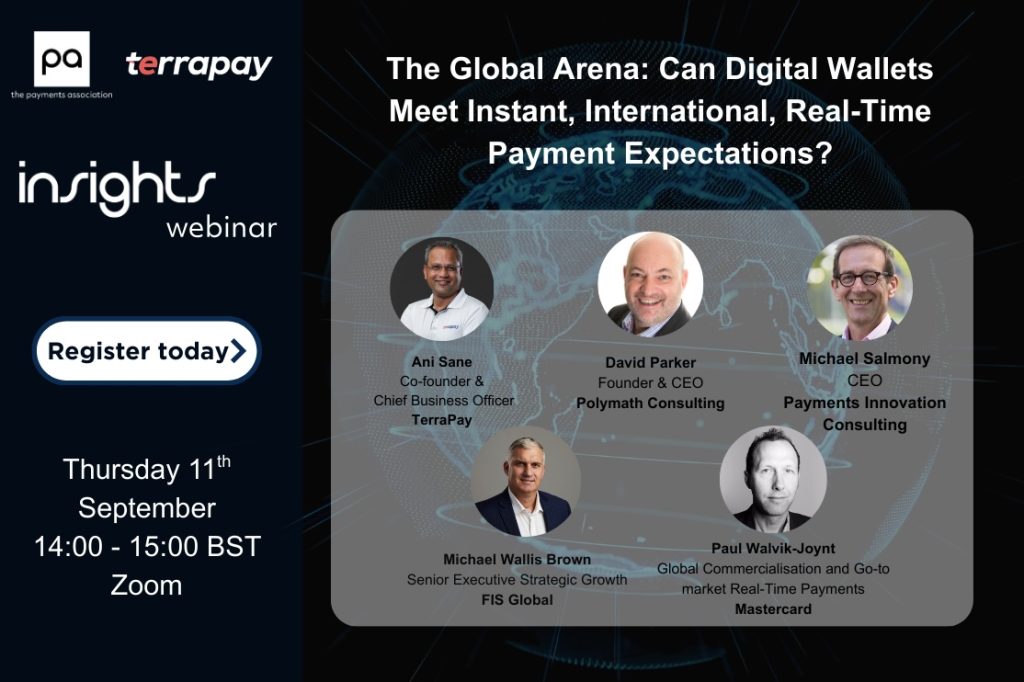 pa
the payments association
terrapay
insights
webinar
Register today
Thursday 11th
September
14:00 - 15:00 BST
Zoom
The Global Arena: Can Digital Wallets
Meet Instant, International, Real-Time
Payment Expectations?
terrapay
Ani Sane
Co-founder &
Chief Business Officer
TerraPay
David Parker
Founder & CEO
Polymath Consulting
Michael Salmony
CEO
Payments Innovation
Consulting
Michael Wallis Brown
Senior Executive Strategic Growth
FIS Global
Paul Walvik-Joynt
Global Commercialisation and Go-to
market Real-Time Payments
Mastercard